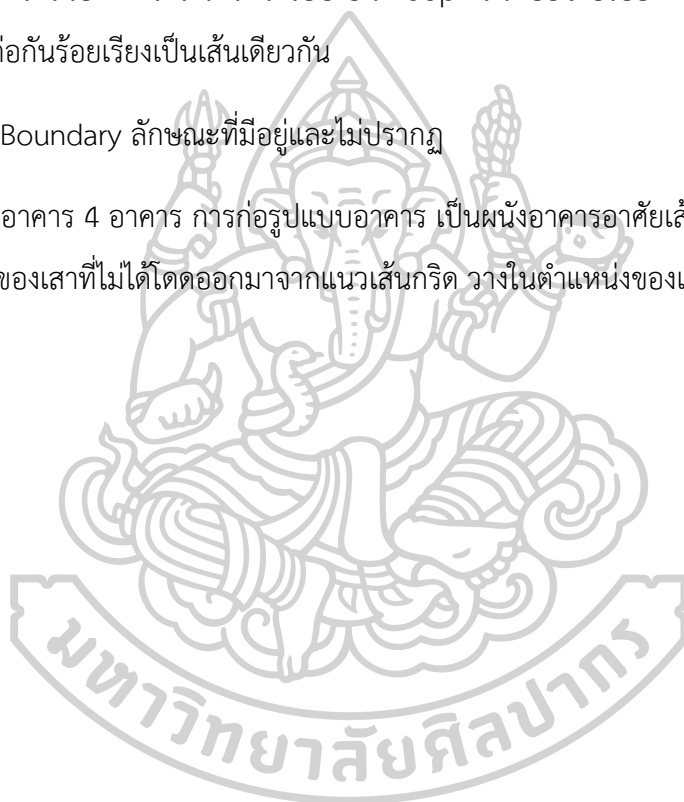 ต่อกันร้อยเรียงเป็นเส้นเดียวกัน
Boundary ลักษณะที่มีอยู่และไม่ปรากฏ
อาคาร 4 อาคาร การก่อรูปแบบอาคาร เป็นผนังอาคารอาศัย
ของเสาที่ไม่ได้โดดออกมาจากแนวเส้นกริด วางในตำแหน่งของ
มหาวิทยาลัยศิลปากร